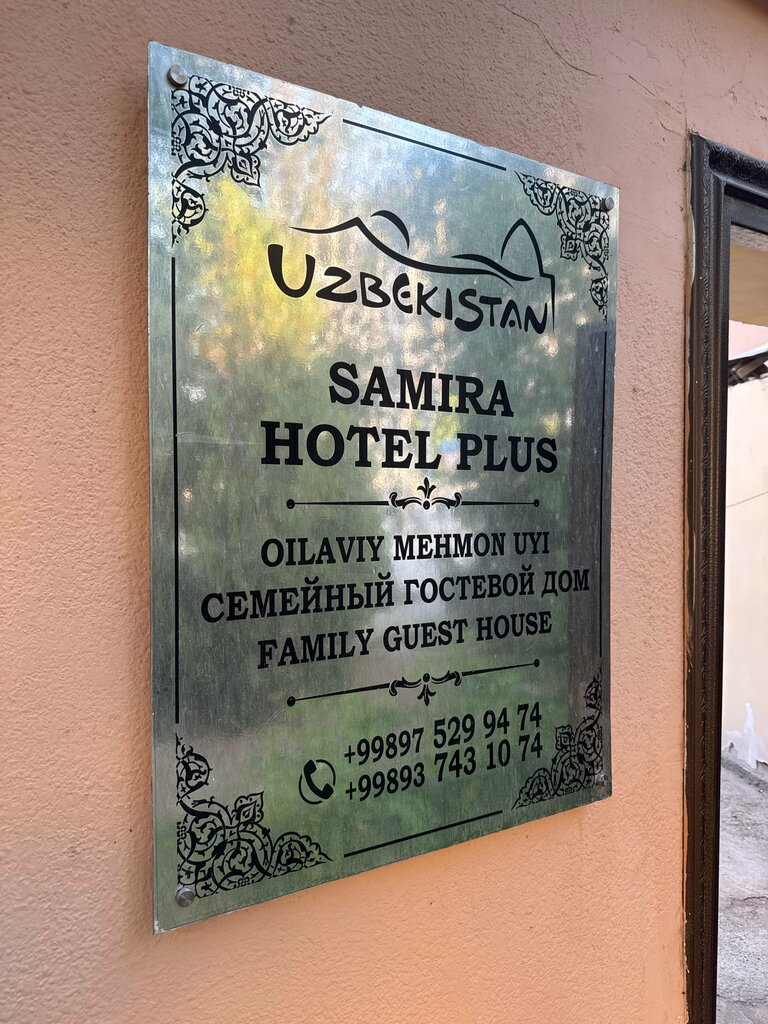 UZBEKISTAN
SAMIRA
HOTEL PLUS
OILAVIY MEHMON UYI
СЕМЕЙНЫЙ ГОСТЕВОЙ ДОМ
FAMILY GUEST HOUSE
+99897 529 94 74
+99893 743 10 74